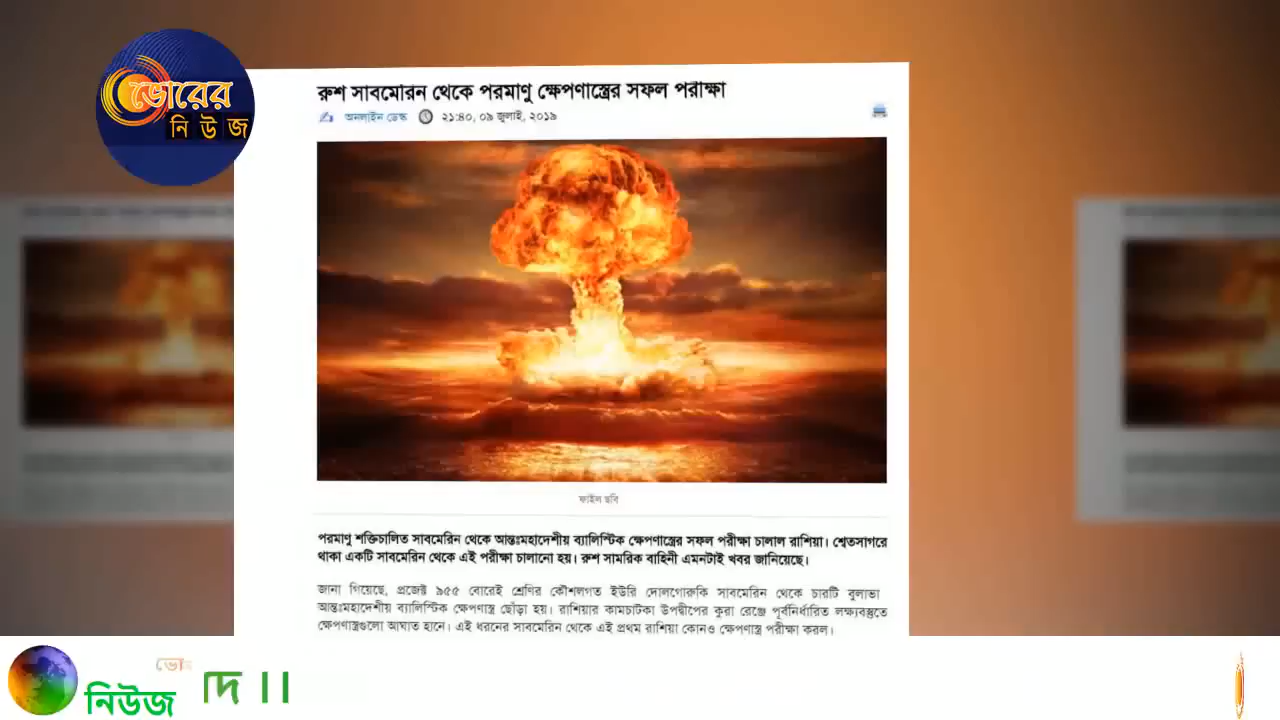 ভোরের
নিউজ
রুশ সাবমেরিন থেকে পরমাণু ক্ষেপণাস্ত্রের সফল পরীক্ষা
অনলাইন ডেস্ক ২১:৪০, ০৯ জুলাই, ২০১৯
ফাইল ছবি
পরমাণু শক্তিচালিত সাবমেরিন থেকে আন্তঃমহাদেশীয় ব্যালিস্টিক ক্ষেপণাস্ত্রের সফল পরীক্ষা চালাল রাশিয়া। শ্বেতসাগরে
থাকা একটি সাবমেরিন থেকে এই পরীক্ষা চালানো হয়। রুশ সামরিক বাহিনী এমনটাই খবর জানিয়েছে।
জানা গিয়েছে, প্রজেক্ট ৯৫৫ বোরেই শ্রেণির কৌশলগত ইউরি দোলগোরুকি সাবমেরিন থেকে চারটি বুলাভা
আন্তঃমহাদেশীয় ব্যালিস্টিক ক্ষেপণাস্ত্র ছোঁড়া হয়। রাশিয়ার কামচাটকা উপদ্বীপের কুরা রেঞ্জে পূর্বনির্ধারিত লক্ষ্যবস্তুতে
ক্ষেপণাস্ত্রগুলো আঘাত হানে। এই ধরনের সাবমেরিন থেকে এই প্রথম রাশিয়া কোনও ক্ষেপণাস্ত্র পরীক্ষা করল।
নিউজ
দে ।।